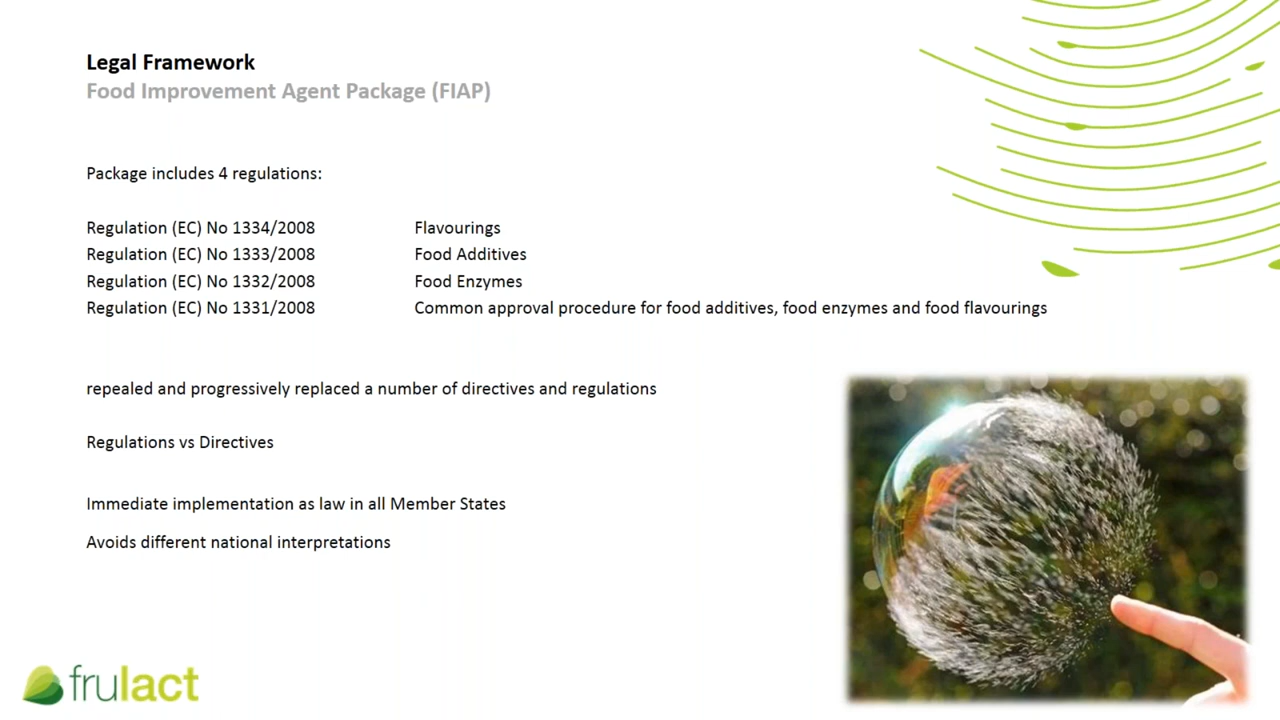 Legal Framework
Food Improvement Agent Package (FIAP)
Package includes 4 regulations:
Regulation (EC) No 1334/2008 Flavourings
Regulation (EC) No 1333/2008 Food Additives
Regulation (EC) No 1332/2008 Food Enzymes
Regulation (EC) No 1331/2008 Common approval procedure for food additives, food enzymes and food flavourings
repealed and progressively replaced a number of directives and regulations
Regulations vs Directives
Immediate implementation as law in all Member States
Avoids different national interpretations
frulact